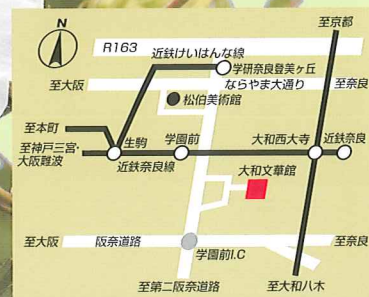 N
至京都
R163
近鉄けいはんな線
学研奈良登美ヶ丘
至大阪
ならやま大通り
至奈良
松伯美術館
至本町
生駒
学園前
大和西大寺
近鉄奈良
至神戸三宮・
大阪難波
近鉄奈良線
大和文華館
至大阪
阪奈道路
至奈良
学園前I.C
至第二阪奈道路
至大和八木